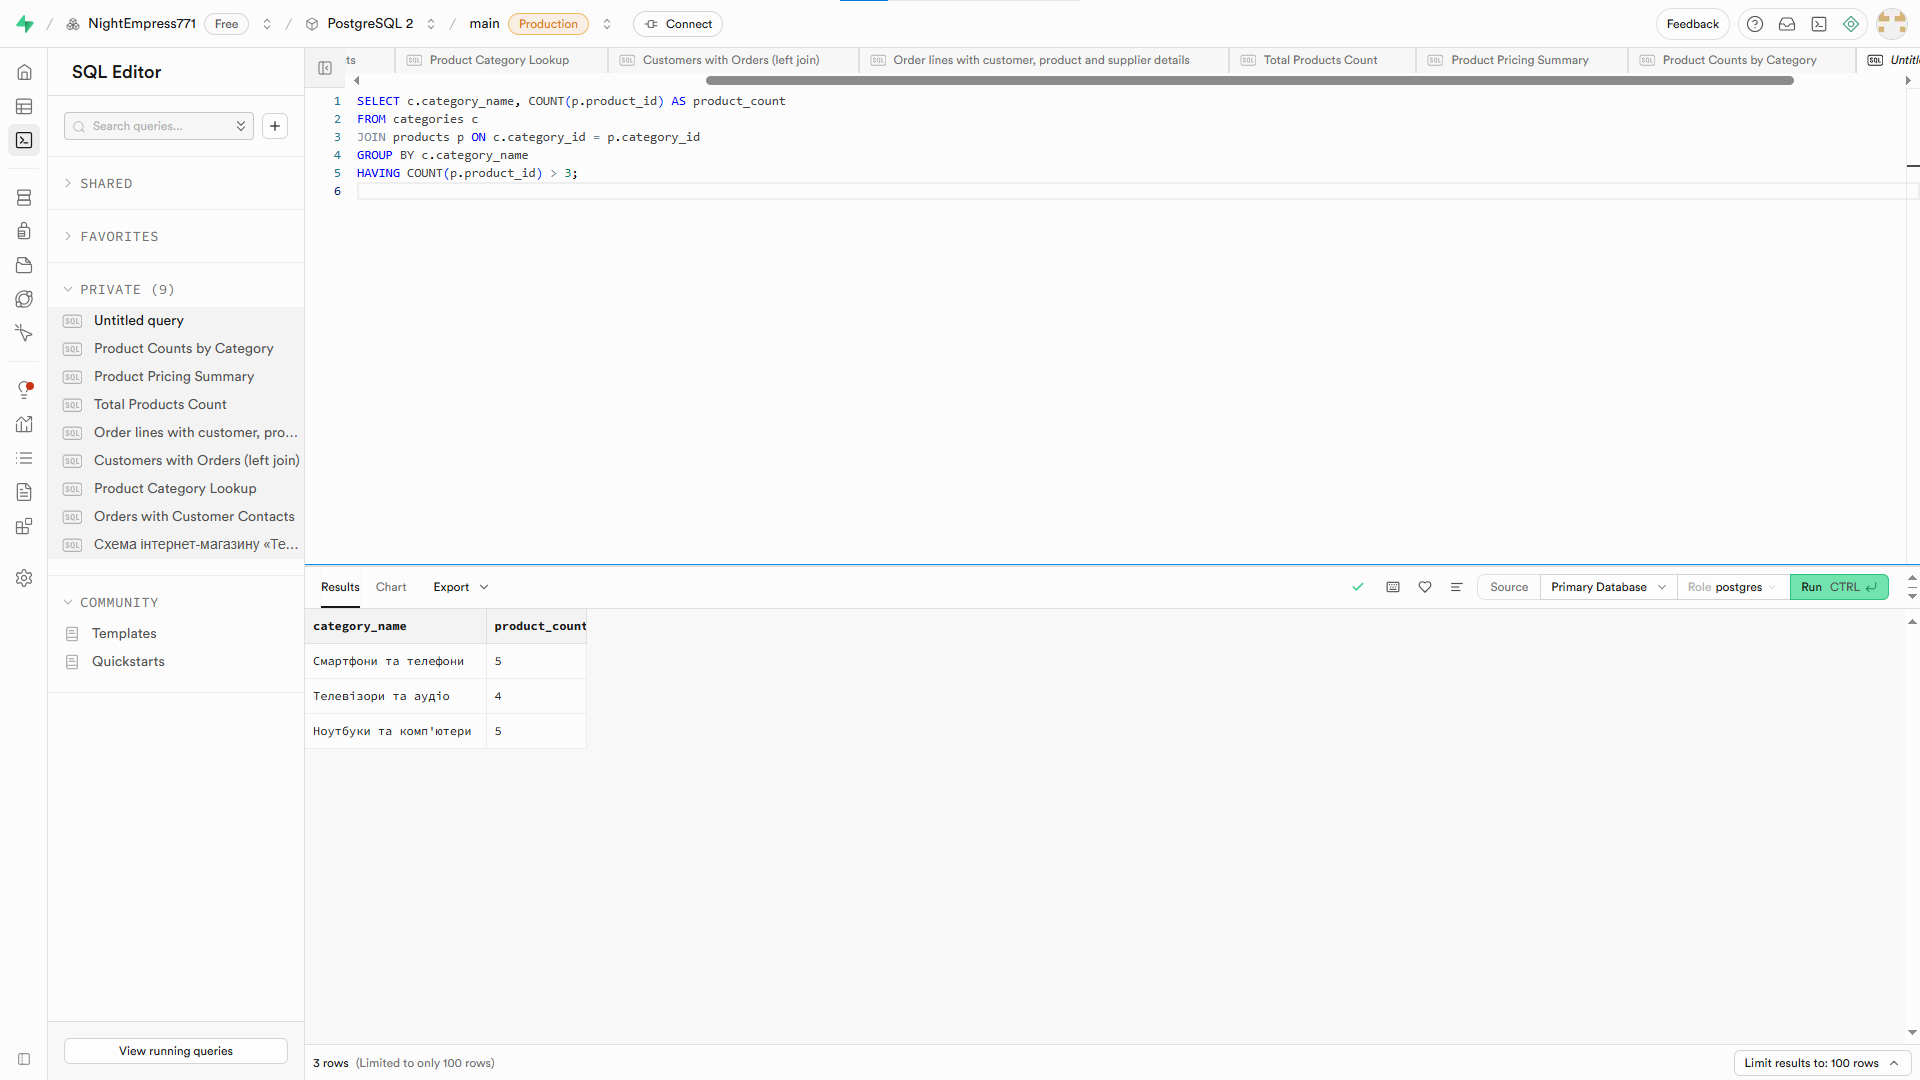 NightEmpress771 Free / PostgreSQL 2 / main Production Connect Feedback
SQL Editor
ts Product Category Lookup Customers with Orders (left join) Order lines with customer, product and supplier details Total Products Count Product Pricing Summary Product Counts by Category Untitl
Search queries...
SHARED
FAVORITES
PRIVATE (9)
Untitled query
Product Counts by Category
Product Pricing Summary
Total Products Count
Order lines with customer, pro...
Customers with Orders (left join)
Product Category Lookup
Orders with Customer Contacts
Схема інтернет-магазину «Те...
COMMUNITY
Templates
Quickstarts
View running queries
1 SELECT c.category_name, COUNT(p.product_id) AS product_count
2 FROM categories c
3 JOIN products p ON c.category_id = p.category_id
4 GROUP BY c.category_name
5 HAVING COUNT(p.product_id) > 3;
6
Results Chart Export Source Primary Database Role postgres Run CTRL
category_name product_count
Смартфони та телефони 5
Телевізори та аудіо 4
Ноутбуки та комп'ютери 5
3 rows (Limited to only 100 rows) Limit results to: 100 rows